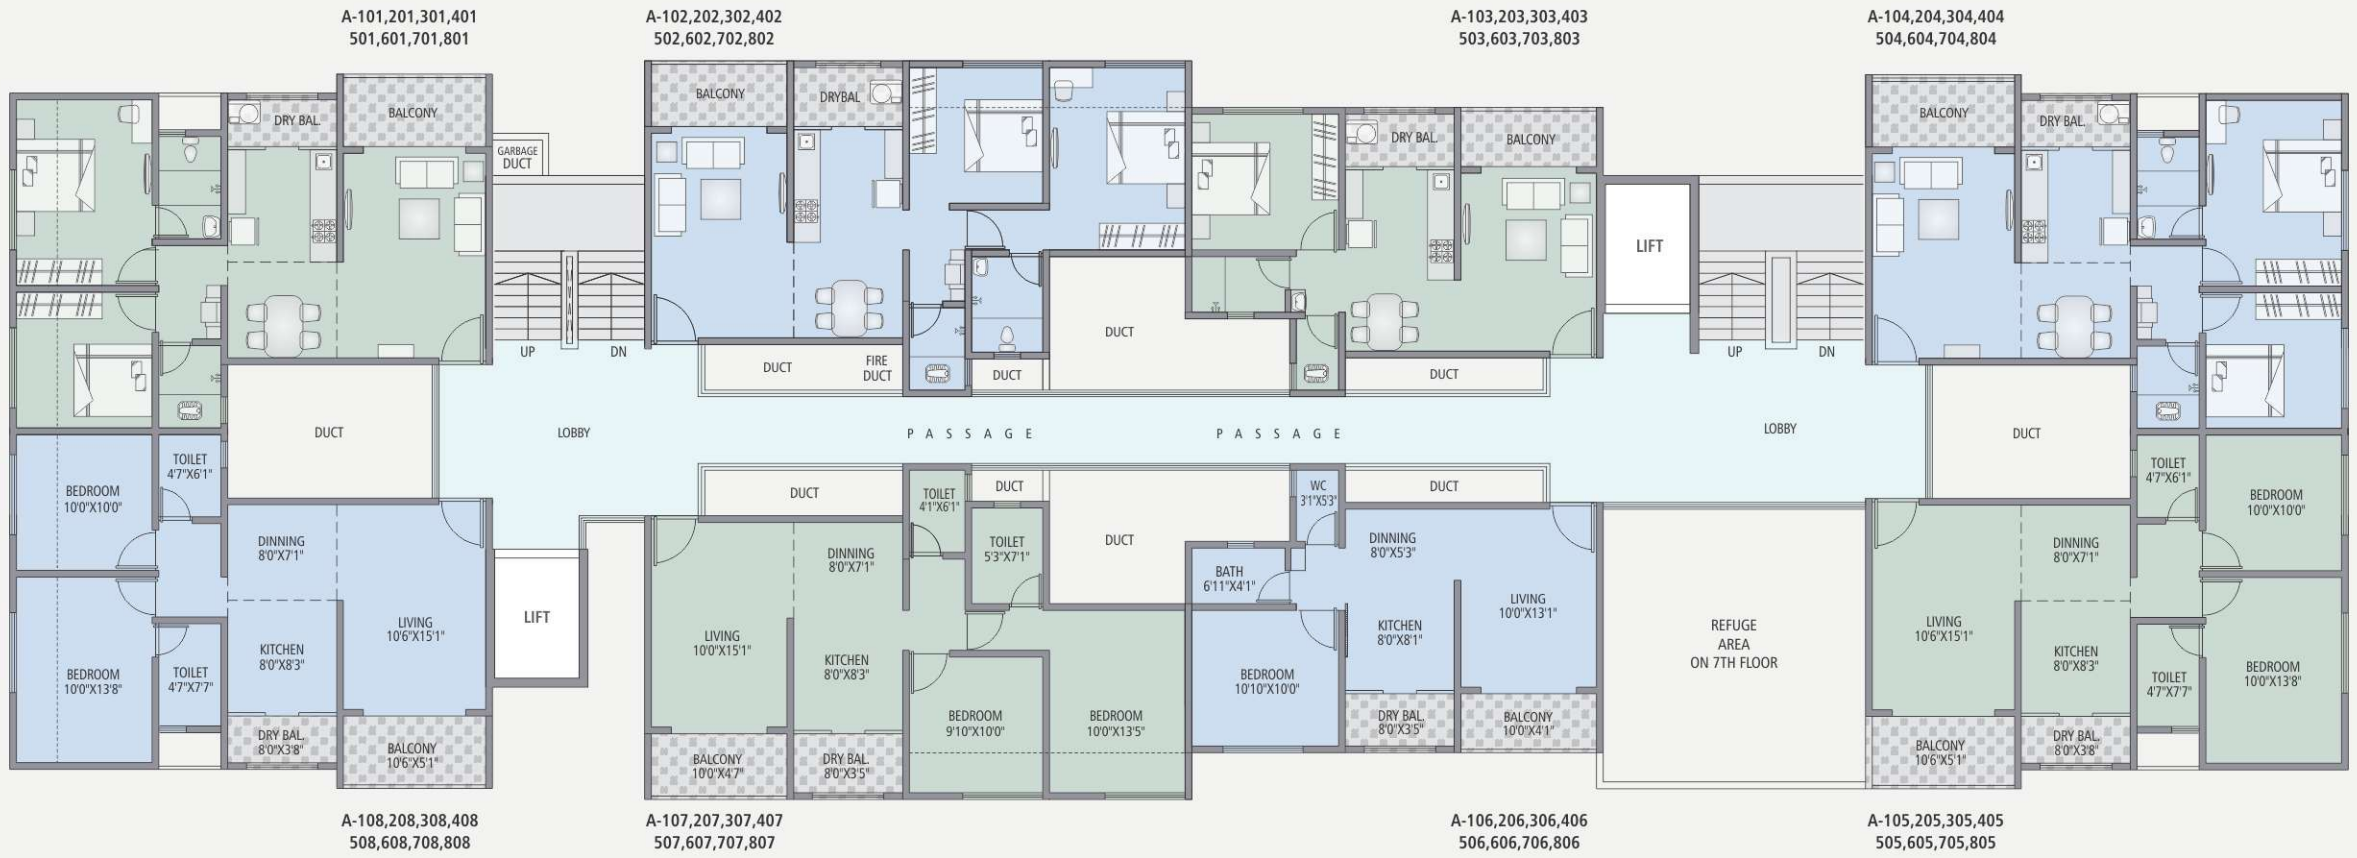 A-101,201,301,401
501,601,701,801
A-102,202,302,402
502,602,702,802
A-103,203,303,403
503,603,703,803
A-104,204,304,404
504,604,704,804
DRY BAL.
BALCONY
GARBAGE
DUCT
BALCONY
DRYBAL
DRY BAL.
BALCONY
BALCONY
DRY BAL.
LIFT
UP
DN
DUCT
FIRE
DUCT
DUCT
DUCT
DUCT
UP
DN
DUCT
LOBBY
PASSAGE
PASSAGE
LOBBY
DUCT
BEDROOM
10'0"X10'0"
TOILET
4'7"X6'1"
DINNING
8'0"X7'1"
LIVING
10'6"X15'1"
KITCHEN
8'0"X8'3"
BEDROOM
10'0"X13'8"
TOILET
4'7"X7'7"
DRY BAL.
8'0"X3'8"
BALCONY
10'6"X5'1"
LIFT
DUCT
TOILET
4'1"X6'1"
DUCT
TOILET
5'3"X7'1"
DUCT
DINNING
8'0"X7'1"
LIVING
10'0"X15'1"
KITCHEN
8'0"X8'3"
BEDROOM
9'10"X10'0"
BEDROOM
10'0"X13'5"
BALCONY
10'0"X4'7"
DRY BAL.
8'0"X3'5"
WC
3'1"X5'3"
DUCT
BATH
6'11"X4'1"
DINNING
8'0"X5'3"
LIVING
10'0"X13'1"
KITCHEN
8'0"X8'1"
BEDROOM
10'10"X10'0"
DRY BAL.
8'0"X3'5"
BALCONY
10'0"X4'1"
REFUGE
AREA
ON 7TH FLOOR
TOILET
4'7"X6'1"
BEDROOM
10'0"X10'0"
DINNING
8'0"X7'1"
LIVING
10'6"X15'1"
KITCHEN
8'0"X8'3"
TOILET
4'7"X7'7"
BEDROOM
10'0"X13'8"
BALCONY
10'6"X5'1"
DRY BAL.
8'0"X3'8"
A-108,208,308,408
508,608,708,808
A-107,207,307,407
507,607,707,807
A-106,206,306,406
506,606,706,806
A-105,205,305,405
505,605,705,805